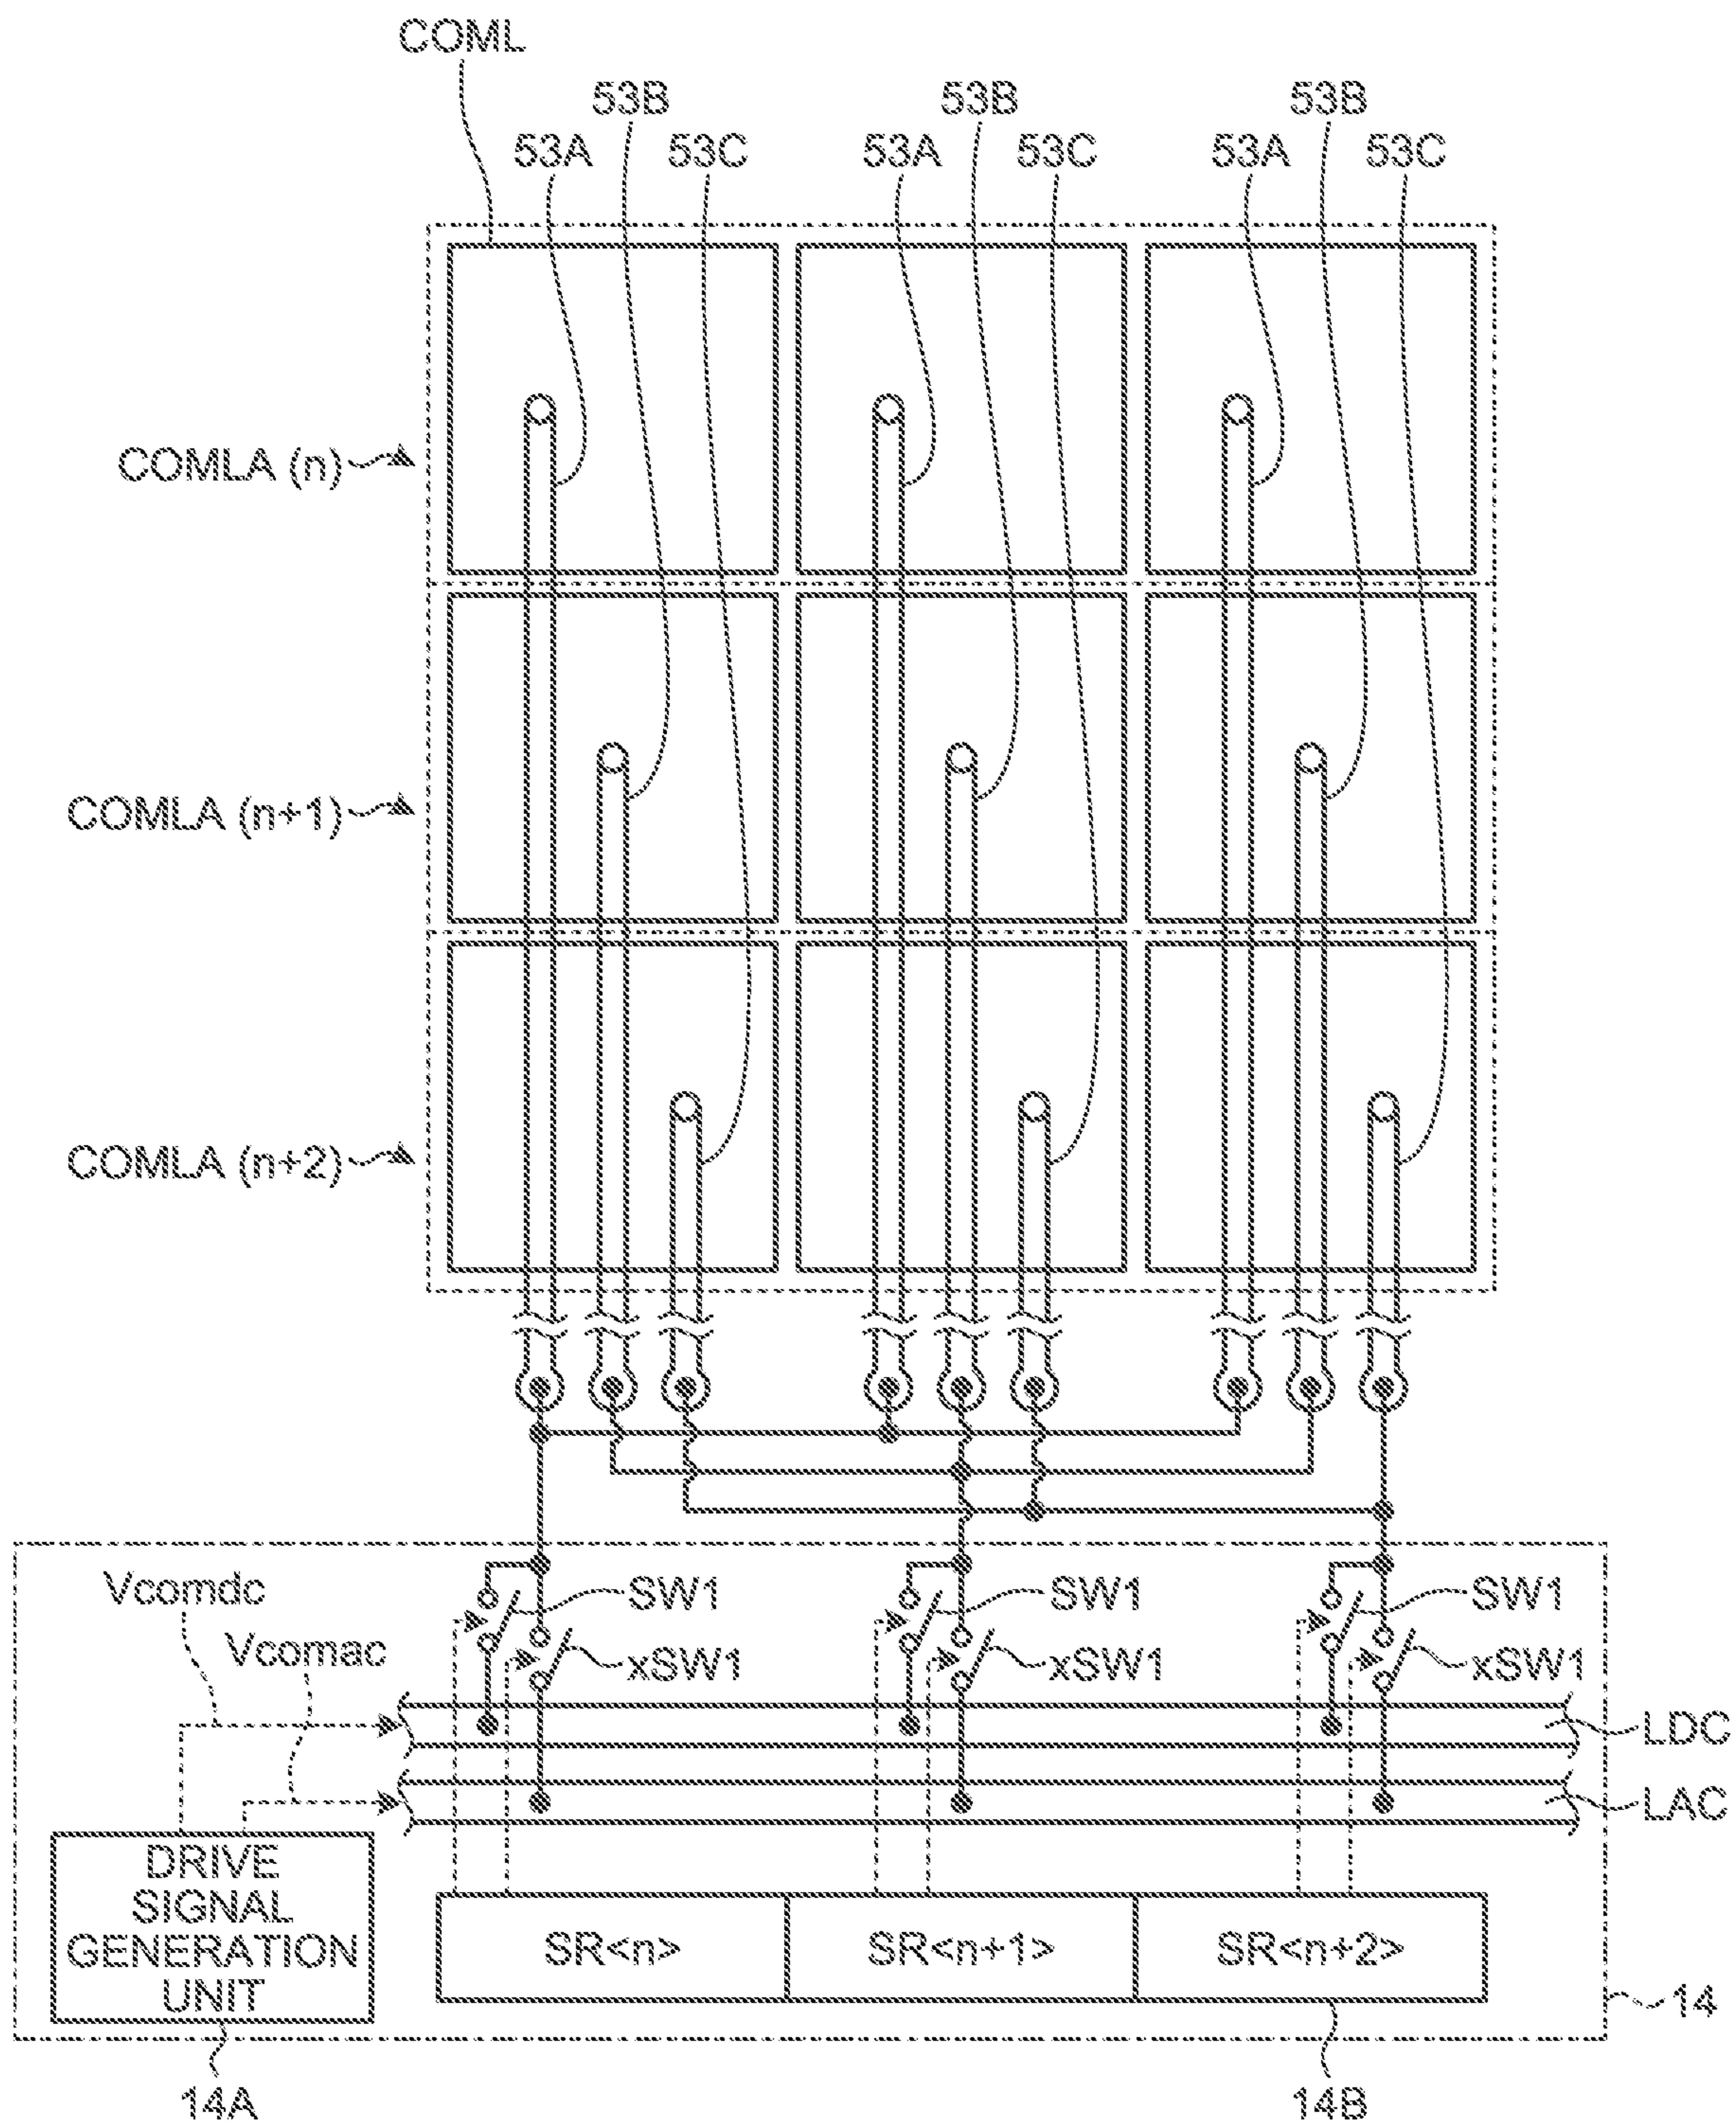 COML
53B 53B 53B
53A 53C 53A 53C 53A 53C
COMLA (n)
COMLA (n+1)
COMLA (n+2)
Vcomdc
SW1 SW1 SW1
Vcomac
xSW1 xSW1 xSW1
LDC
LAC
DRIVE
SIGNAL
GENERATION
UNIT
SR<n> SR<n+1> SR<n+2>
14
14A 14B